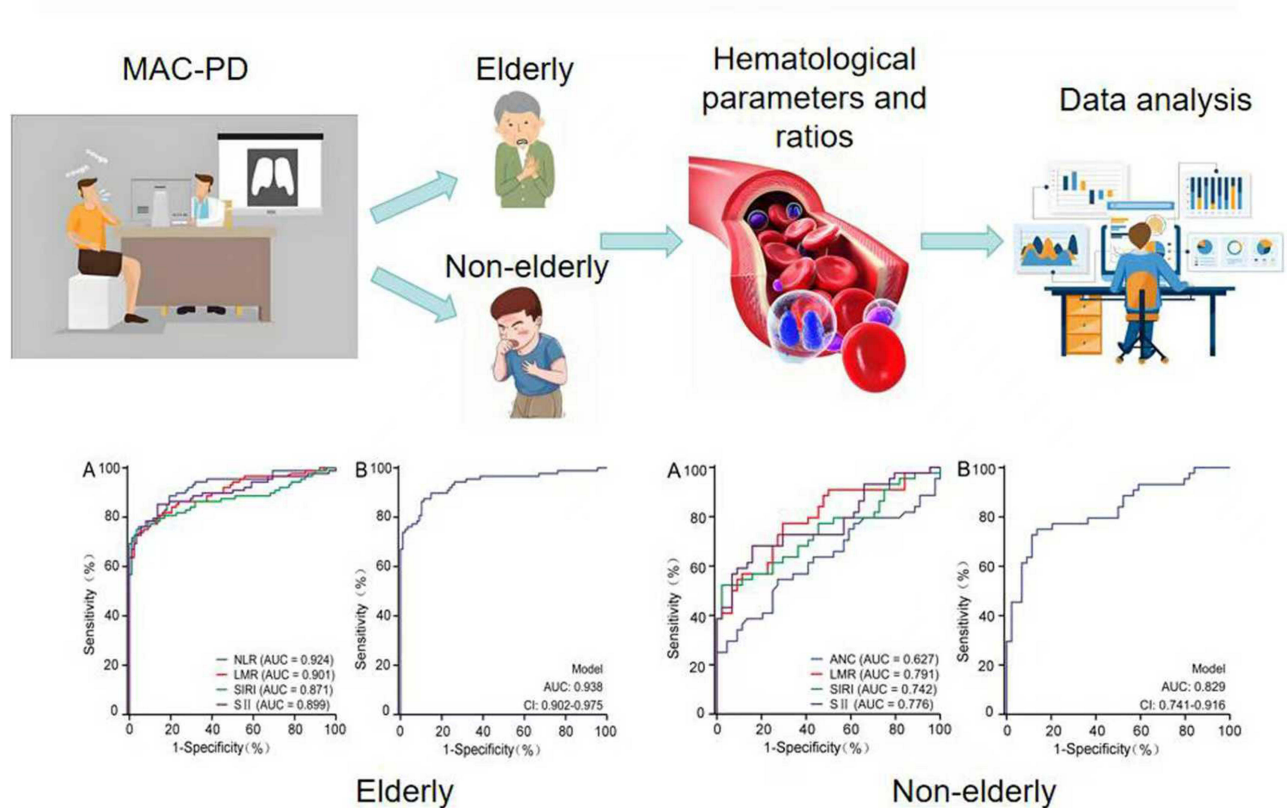 MAC-PD
Elderly
Hematological
parameters and
ratios
Data analysis
cough
cough
Non-elderly
A
Sensitivity (%)
100
80
60
40
20
0
NLR (AUC = 0.924)
LMR (AUC = 0.901)
SIRI (AUC = 0.871)
SⅡ (AUC = 0.899)
0 20 40 60 80 100
1-Specificity(%)
B
Sensitivity (%)
100
80
60
40
20
0
Model
AUC: 0.938
CI: 0.902-0.975
0 20 40 60 80 100
1-Specificity(%)
A
Sensitivity (%)
100
80
60
40
20
0
ANC (AUC = 0.627)
LMR (AUC = 0.791)
SIRI (AUC = 0.742)
SⅡ (AUC = 0.776)
0 20 40 60 80 100
1-Specificity(%)
B
Sensitivity (%)
100
80
60
40
20
0
Model
AUC: 0.829
CI: 0.741-0.916
0 20 40 60 80 100
1-Specificity(%)
Elderly
Non-elderly